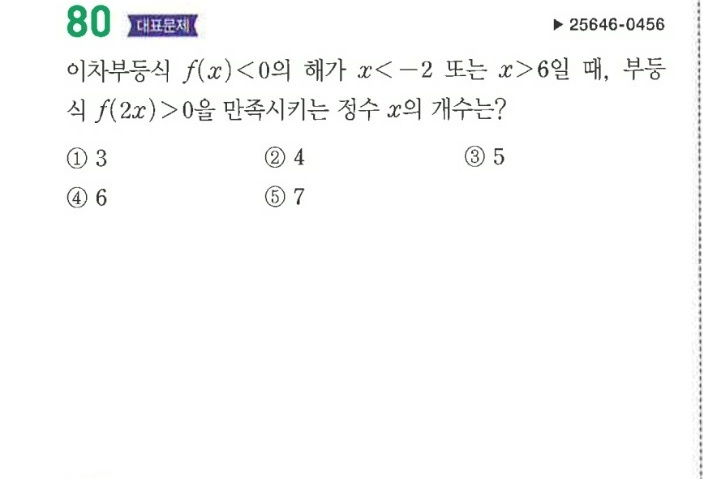 80 대표문제 ▶ 25646-0456
이차부등식 f(x)<0의 해가 x<-2 또는 x>6일 때, 부등
식 f(2x)>0을 만족시키는 정수 x의 개수는?
① 3 ② 4 ③ 5
④ 6 ⑤ 7